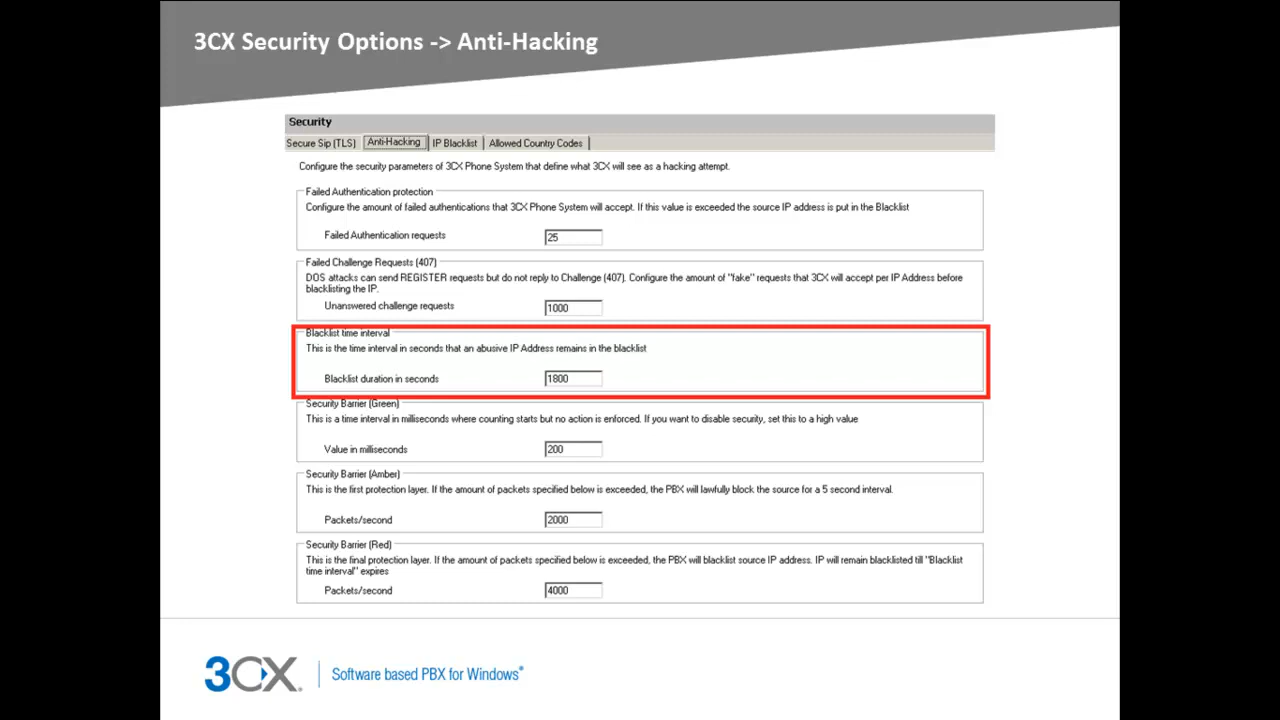 3CX Security Options -> Anti-Hacking
Security
Secure Sip (TLS) Anti-Hacking IP Blacklist Allowed Country Codes
Configure the security parameters of 3CX Phone System that define what 3CX will see as a hacking attempt.
Failed Authentication protection
Configure the amount of failed authentications that 3CX Phone System will accept. If this value is exceeded the source IP address is put in the Blacklist
Failed Authentication requests 25
Failed Challenge Requests (407)
DOS attacks can send REGISTER requests but do not reply to Challenge (407). Configure the amount of "fake" requests that 3CX will accept per IP Address before
blacklisting the IP.
Unanswered challenge requests 1000
Blacklist time interval
This is the time interval in seconds that an abusive IP Address remains in the blacklist
Blacklist duration in seconds 1800
Security Barrier (Green)
This is a time interval in milliseconds where counting starts but no action is enforced. If you want to disable security, set this to a high value
Value in milliseconds 200
Security Barrier (Amber)
This is the first protection layer. If the amount of packets specified below is exceeded, the PBX will lawfully block the source for a 5 second interval.
Packets/second 2000
Security Barrier (Red)
This is the final protection layer. If the amount of packets specified below is exceeded, the PBX will blacklist source IP address. IP will remain blacklisted till "Blacklist
time interval" expires
Packets/second 4000
3CX. Software based PBX for Windows®